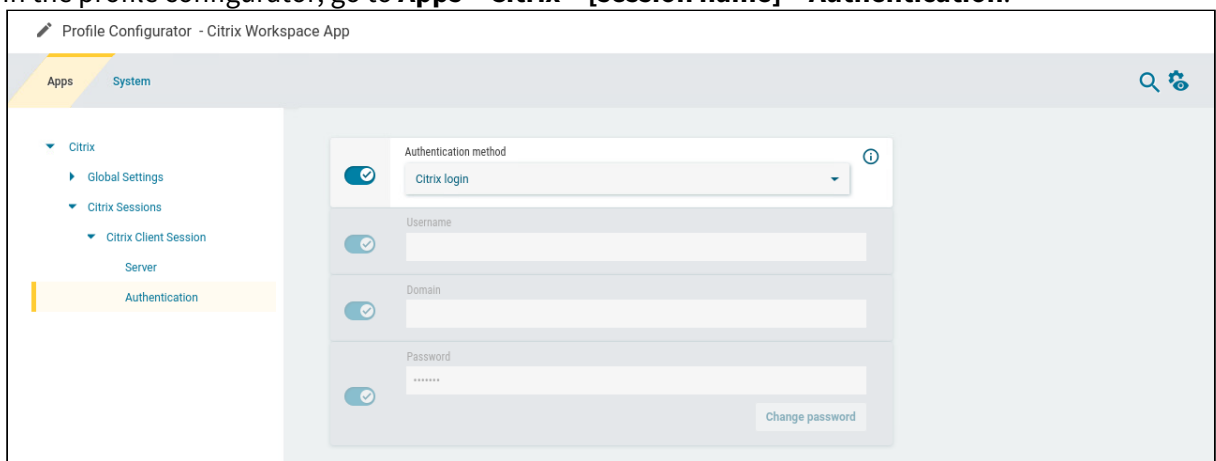 In the profile configurator, go to Apps > Citrix > [session name] > Authentication.
Profile Configurator - Citrix Workspace App
Apps
System
Citrix
Global Settings
Citrix Sessions
Citrix Client Session
Server
Authentication
Authentication method
Citrix login
Username
Domain
Password
•••••••
Change password